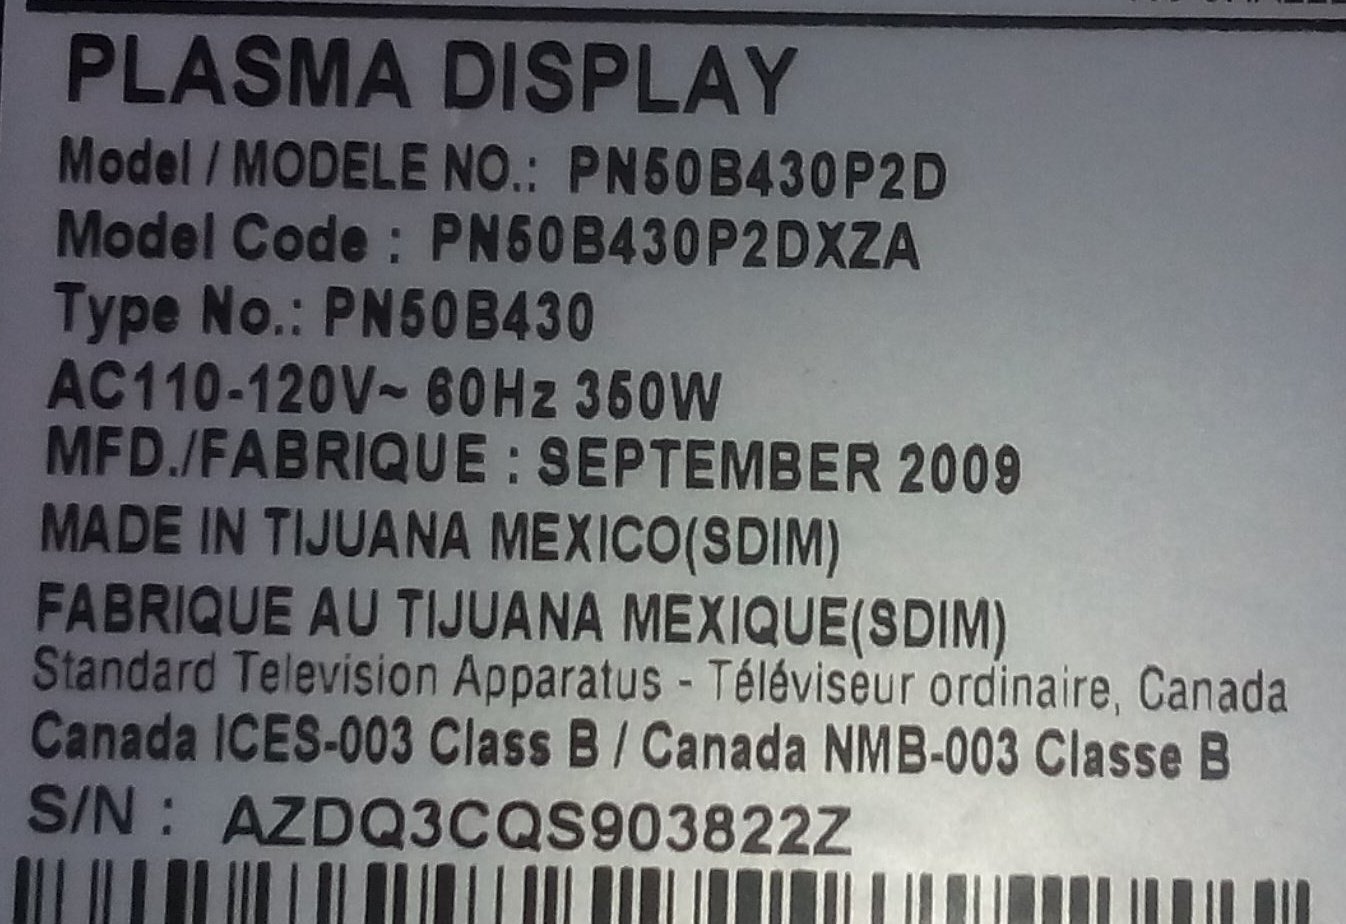 PLASMA DISPLAY
Model / MODELE NO.: PN50B430P2D
Model Code : PN50B430P2DXZA
Type No.: PN50B430
AC110-120V~ 60Hz 350W
MFD./FABRIQUE : SEPTEMBER 2009
MADE IN TIJUANA MEXICO(SDIM)
FABRIQUE AU TIJUANA MEXIQUE(SDIM)
Standard Television Apparatus - Téléviseur ordinaire, Canada
Canada ICES-003 Class B / Canada NMB-003 Classe B
S/N : AZDQ3CQS903822Z